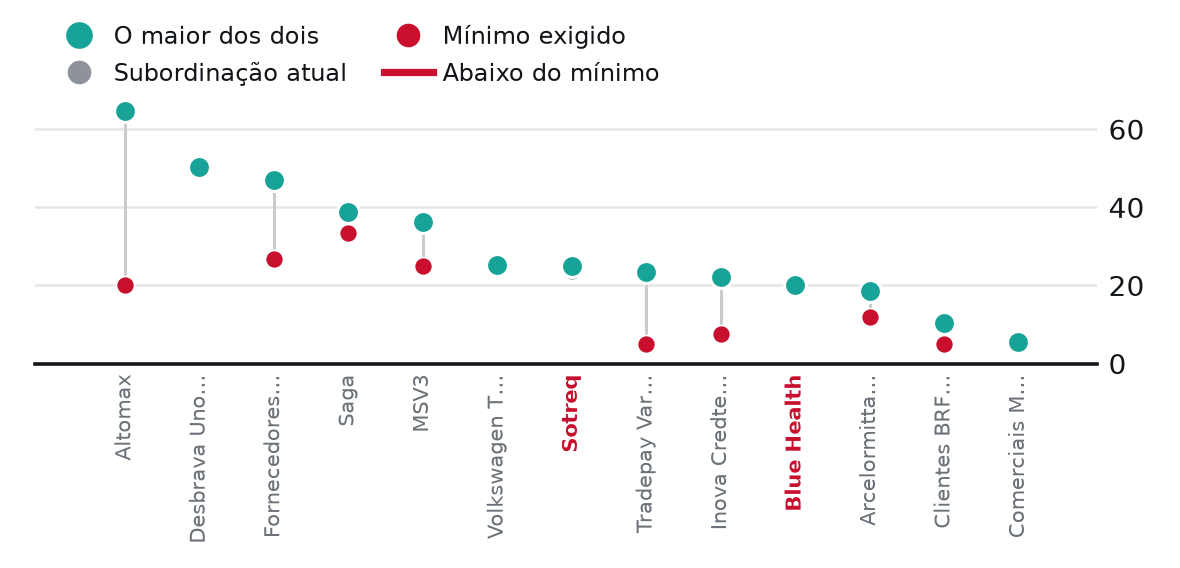 O maior dos dois
Mínimo exigido
Subordinação atual
Abaixo do mínimo
60
40
20
0
Altomax
Desbrava Uno...
Fornecedores...
Saga
MSV3
Volkswagen T...
Sotreq
Tradepay Var...
Inova Credte...
Blue Health
Arcelormitta...
Clientes BRF...
Comerciais M...